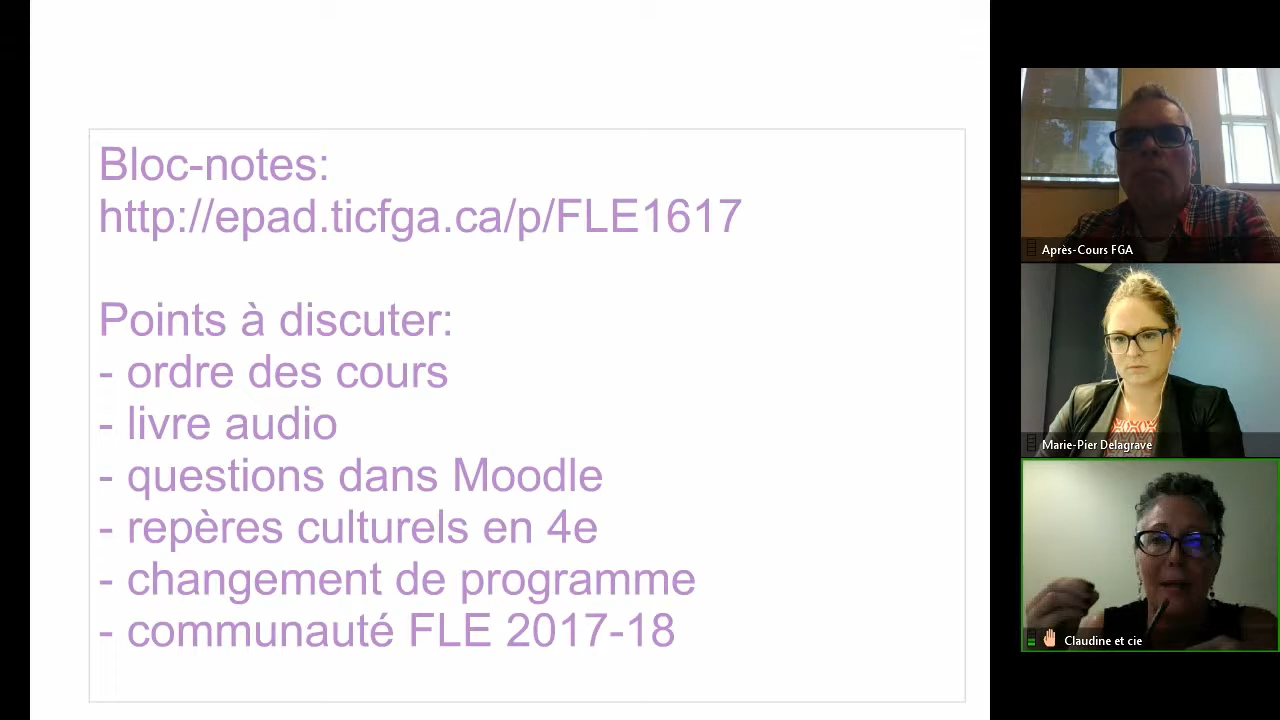 Bloc-notes:
http://epad.ticfga.ca/p/FLE1617
Points à discuter:
- ordre des cours
- livre audio
- questions dans Moodle
- repères culturels en 4e
- changement de programme
- communauté FLE 2017-18
Après-Cours FGA
Marie-Pier Delagrave
Claudine et cie